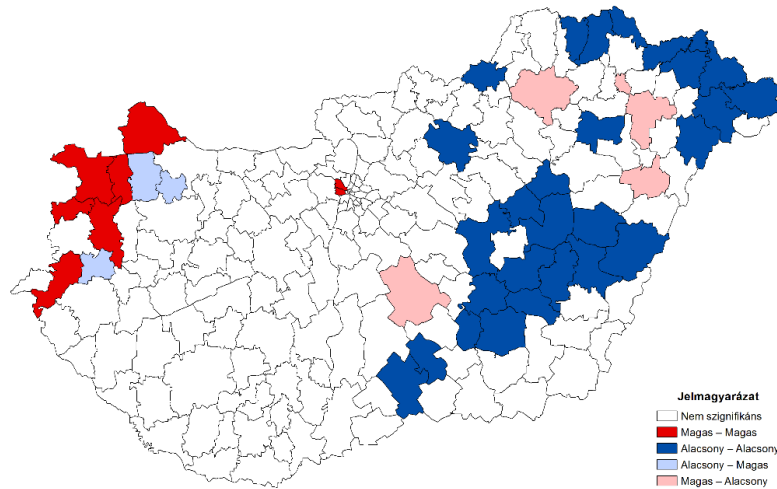 Jelmagyarázat
Nem szignifikáns
Magas – Magas
Alacsony – Alacsony
Alacsony – Magas
Magas – Alacsony